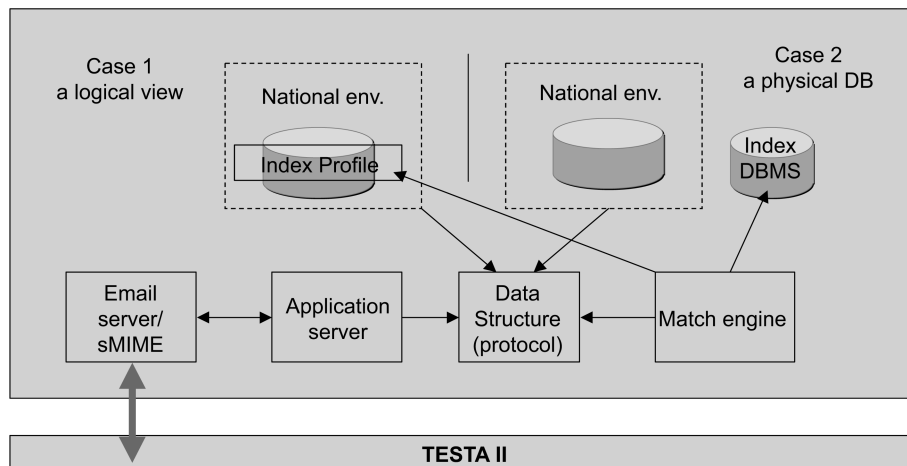 Case 1
a logical view
National env.
Index Profile
National env.
Case 2
a physical DB
Index
DBMS
Email
server/
sMIME
Application
server
Data
Structure
(protocol)
Match engine
TESTA II